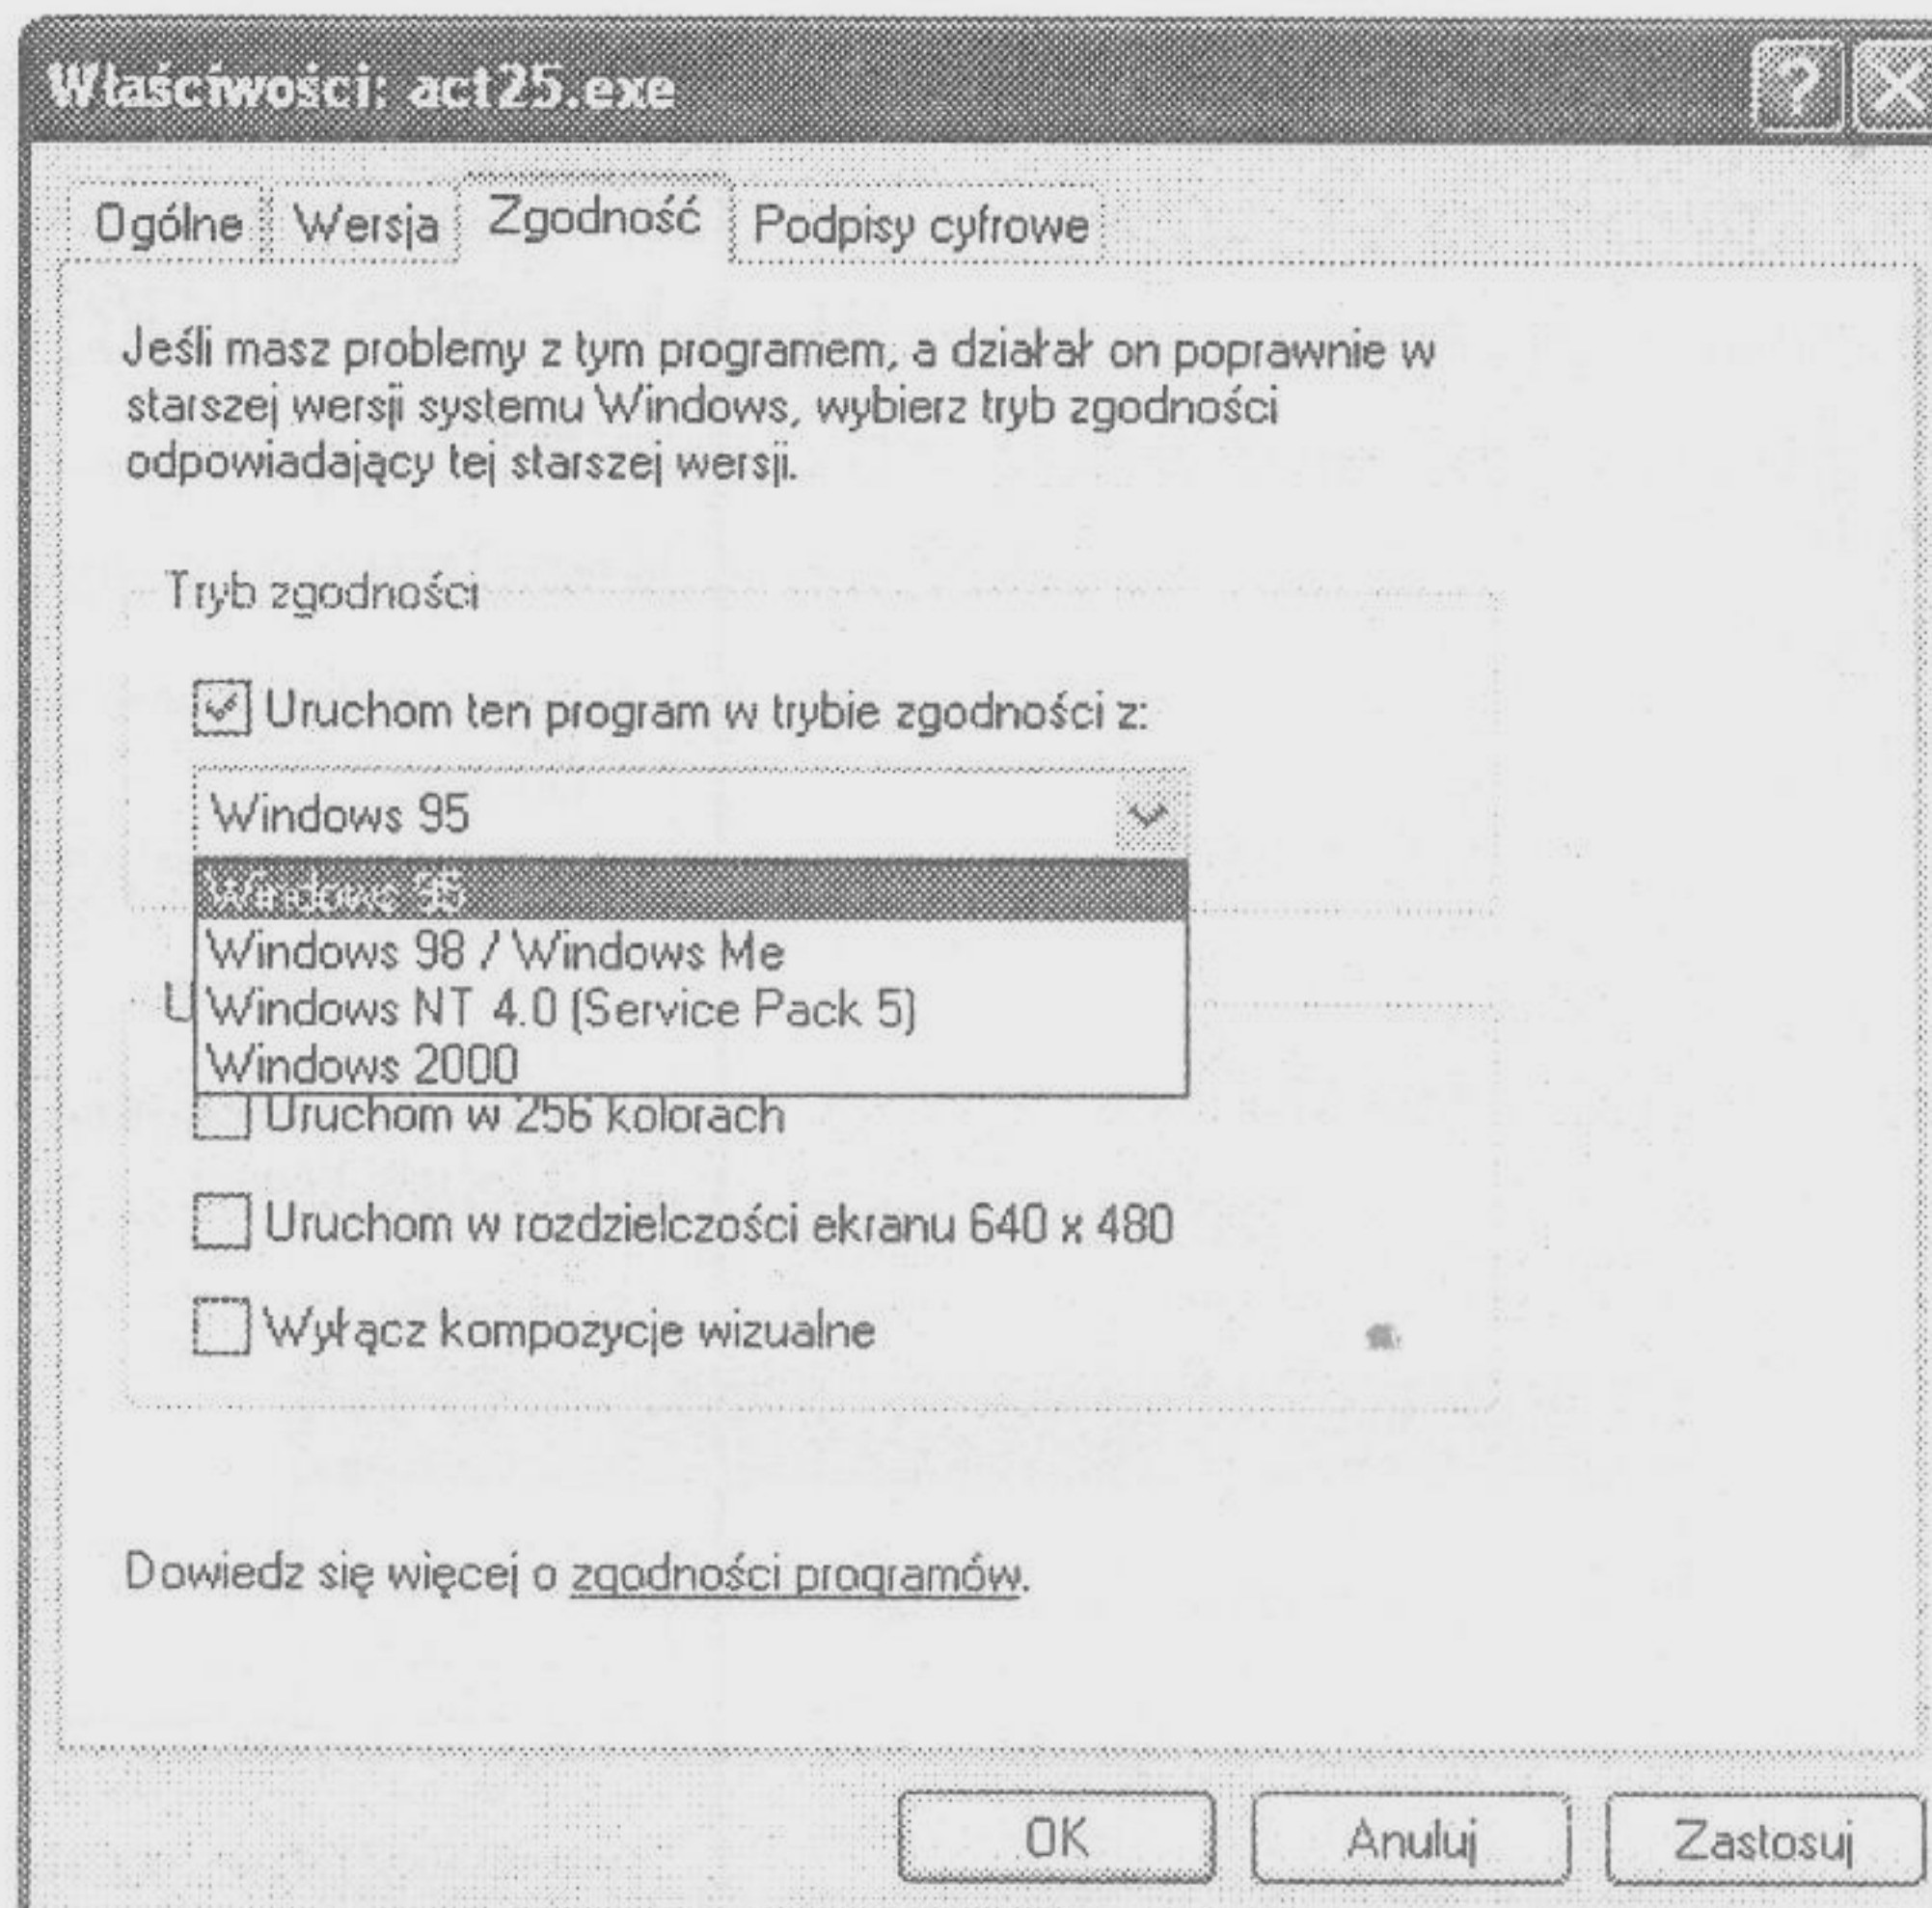 Właściwości: act25.exe
Ogólne Wersja Zgodność Podpisy cyfrowe
Jeśli masz problemy z tym programem, a działał on poprawnie w
starszej wersji systemu Windows, wybierz tryb zgodności
odpowiadający tej starszej wersji.
Tryb zgodności
Uruchom ten program w trybie zgodności z:
Windows 95
Windows 95
Windows 98 / Windows Me
Windows NT 4.0 (Service Pack 5)
Windows 2000
Uruchom w 256 kolorach
Uruchom w rozdzielczości ekranu 640 x 480
Wyłącz kompozycje wizualne
Dowiedz się więcej o zgodności programów.
OK Anuluj Zastosuj